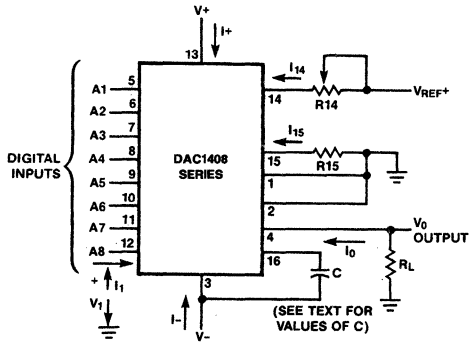 V+
I+
13
I14
14
R14
VREF+
DIGITAL
INPUTS
A1 5
A2 6
A3 7
A4 8
A5 9
A6 10
A7 11
A8 12
DAC1408
SERIES
I15
15
R15
1
2
4
V0
OUTPUT
I0
16
C
RL
+
I1
V1
3
I-
V-
(SEE TEXT FOR
VALUES OF C)